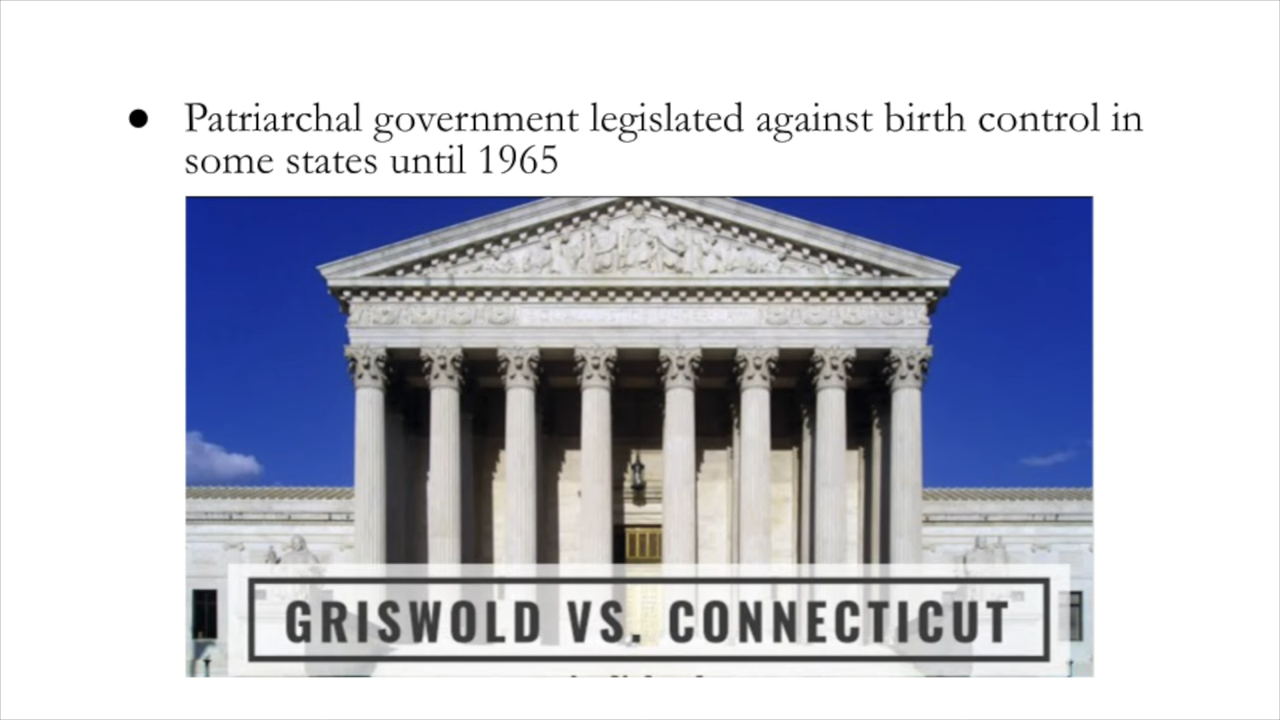 Patriarchal government legislated against birth control in
some states until 1965
GRISWOLD VS. CONNECTICUT